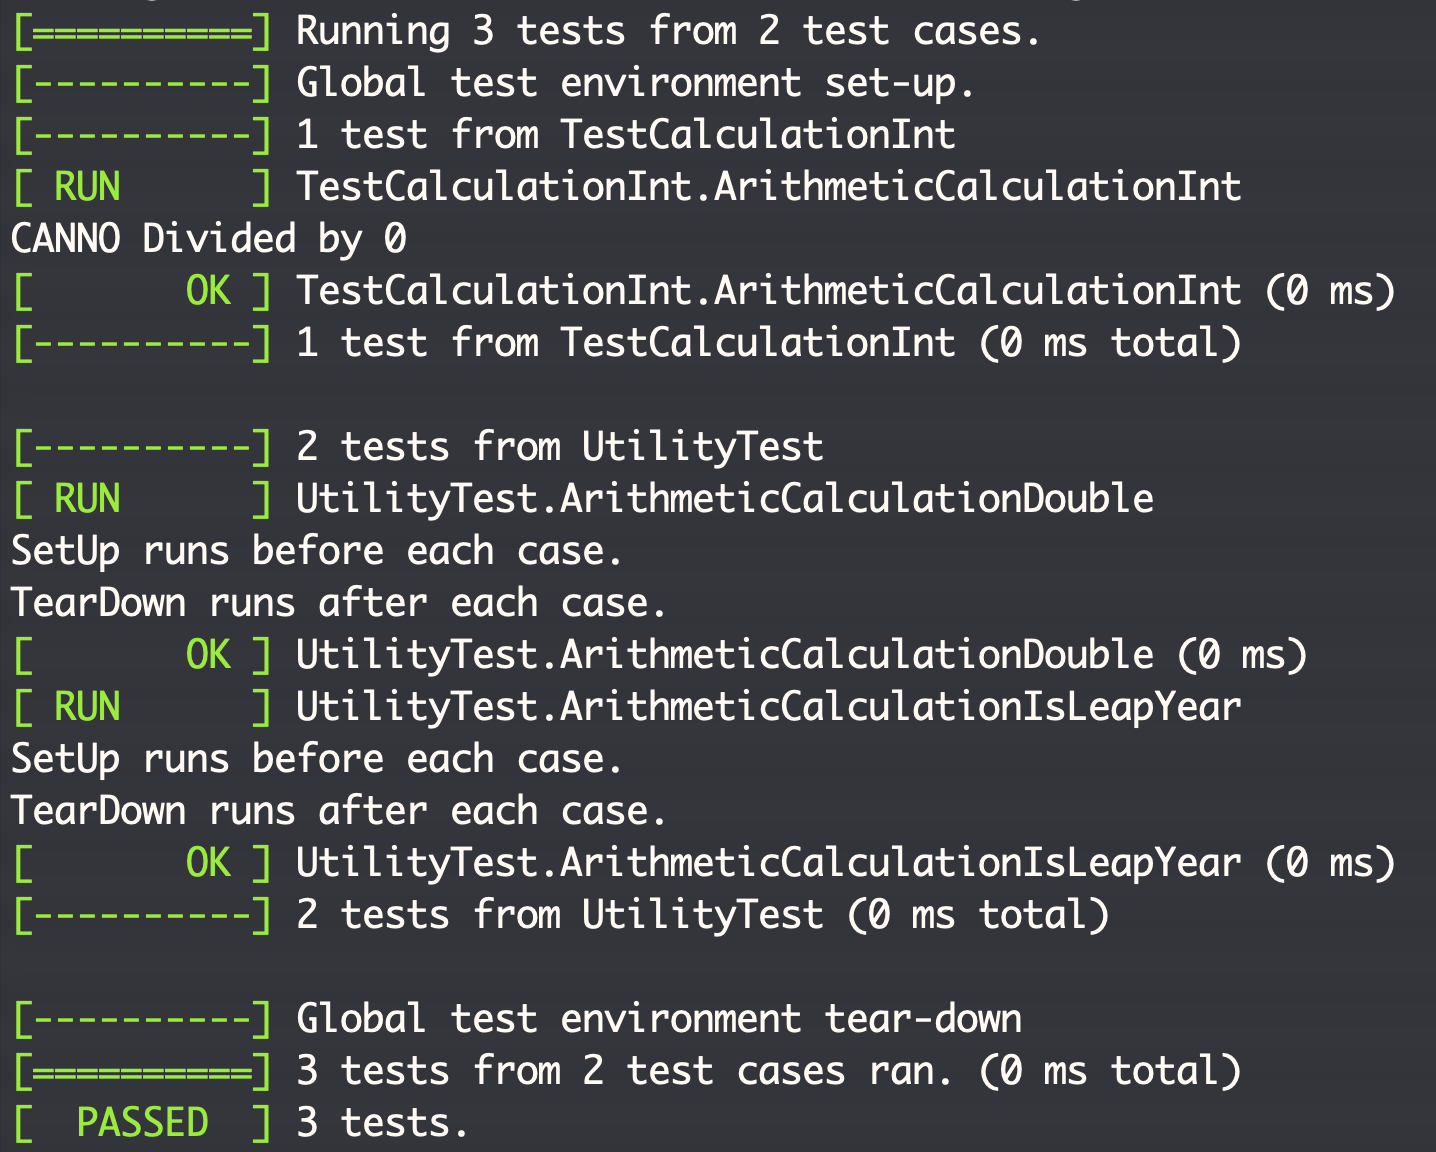 [==========] Running 3 tests from 2 test cases.
[----------] Global test environment set-up.
[----------] 1 test from TestCalculationInt
[ RUN      ] TestCalculationInt.ArithmeticCalculationInt
CANNO Divided by 0
[       OK ] TestCalculationInt.ArithmeticCalculationInt (0 ms)
[----------] 1 test from TestCalculationInt (0 ms total)

[----------] 2 tests from UtilityTest
[ RUN      ] UtilityTest.ArithmeticCalculationDouble
SetUp runs before each case.
TearDown runs after each case.
[       OK ] UtilityTest.ArithmeticCalculationDouble (0 ms)
[ RUN      ] UtilityTest.ArithmeticCalculationIsLeapYear
SetUp runs before each case.
TearDown runs after each case.
[       OK ] UtilityTest.ArithmeticCalculationIsLeapYear (0 ms)
[----------] 2 tests from UtilityTest (0 ms total)

[----------] Global test environment tear-down
[==========] 3 tests from 2 test cases ran. (0 ms total)
[  PASSED  ] 3 tests.